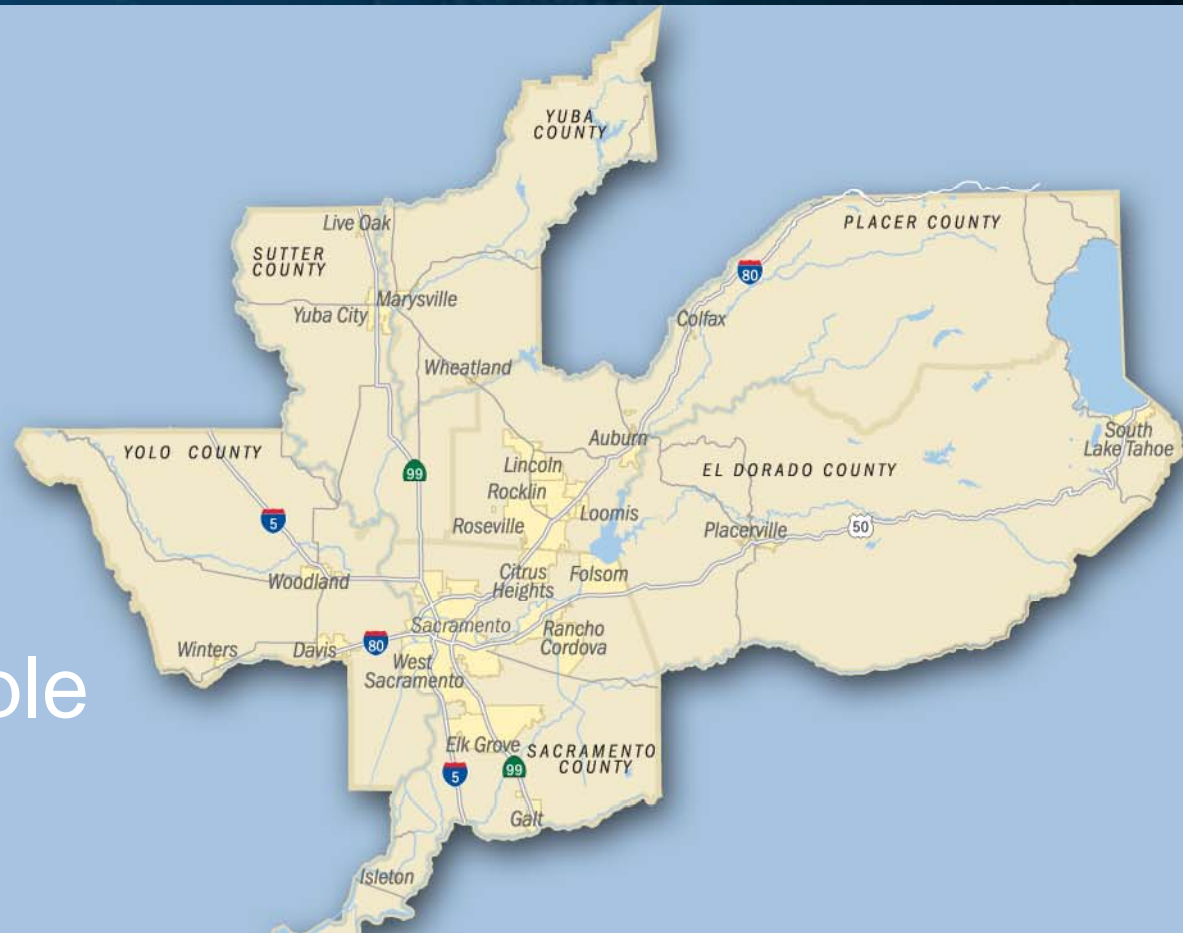 YUBA
COUNTY
Live Oak
PLACER COUNTY
SUTTER
COUNTY
80
Marysville
Yuba City
Colfax
Wheatland
Auburn
South
Lake Tahoe
YOLO COUNTY
99
Lincoln
EL DORADO COUNTY
Rocklin
Loomis
5
Roseville
Placerville
50
Woodland
Citrus
Heights
Folsom
Sacramento
Rancho
Cordova
Winters
Davis
80
West
Sacramento
Elk Grove
SACRAMENTO
COUNTY
5
99
Galt
Isleton